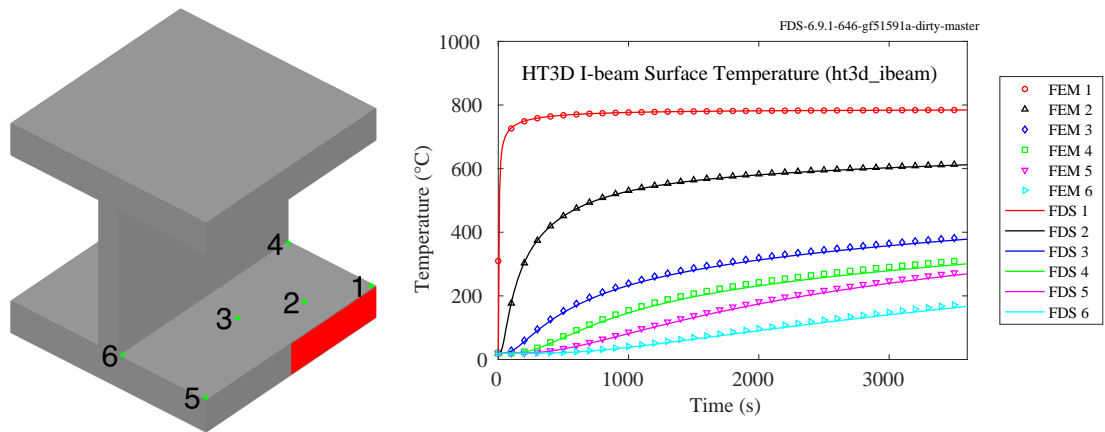 4
1
2
3
6
5
FDS-6.9.1-646-gf51591a-dirty-master
HT3D I-beam Surface Temperature (ht3d_ibeam)
Temperature (°C)
1000
800
600
400
200
0
0
1000
2000
3000
Time (s)
FEM 1
FEM 2
FEM 3
FEM 4
FEM 5
FEM 6
FDS 1
FDS 2
FDS 3
FDS 4
FDS 5
FDS 6